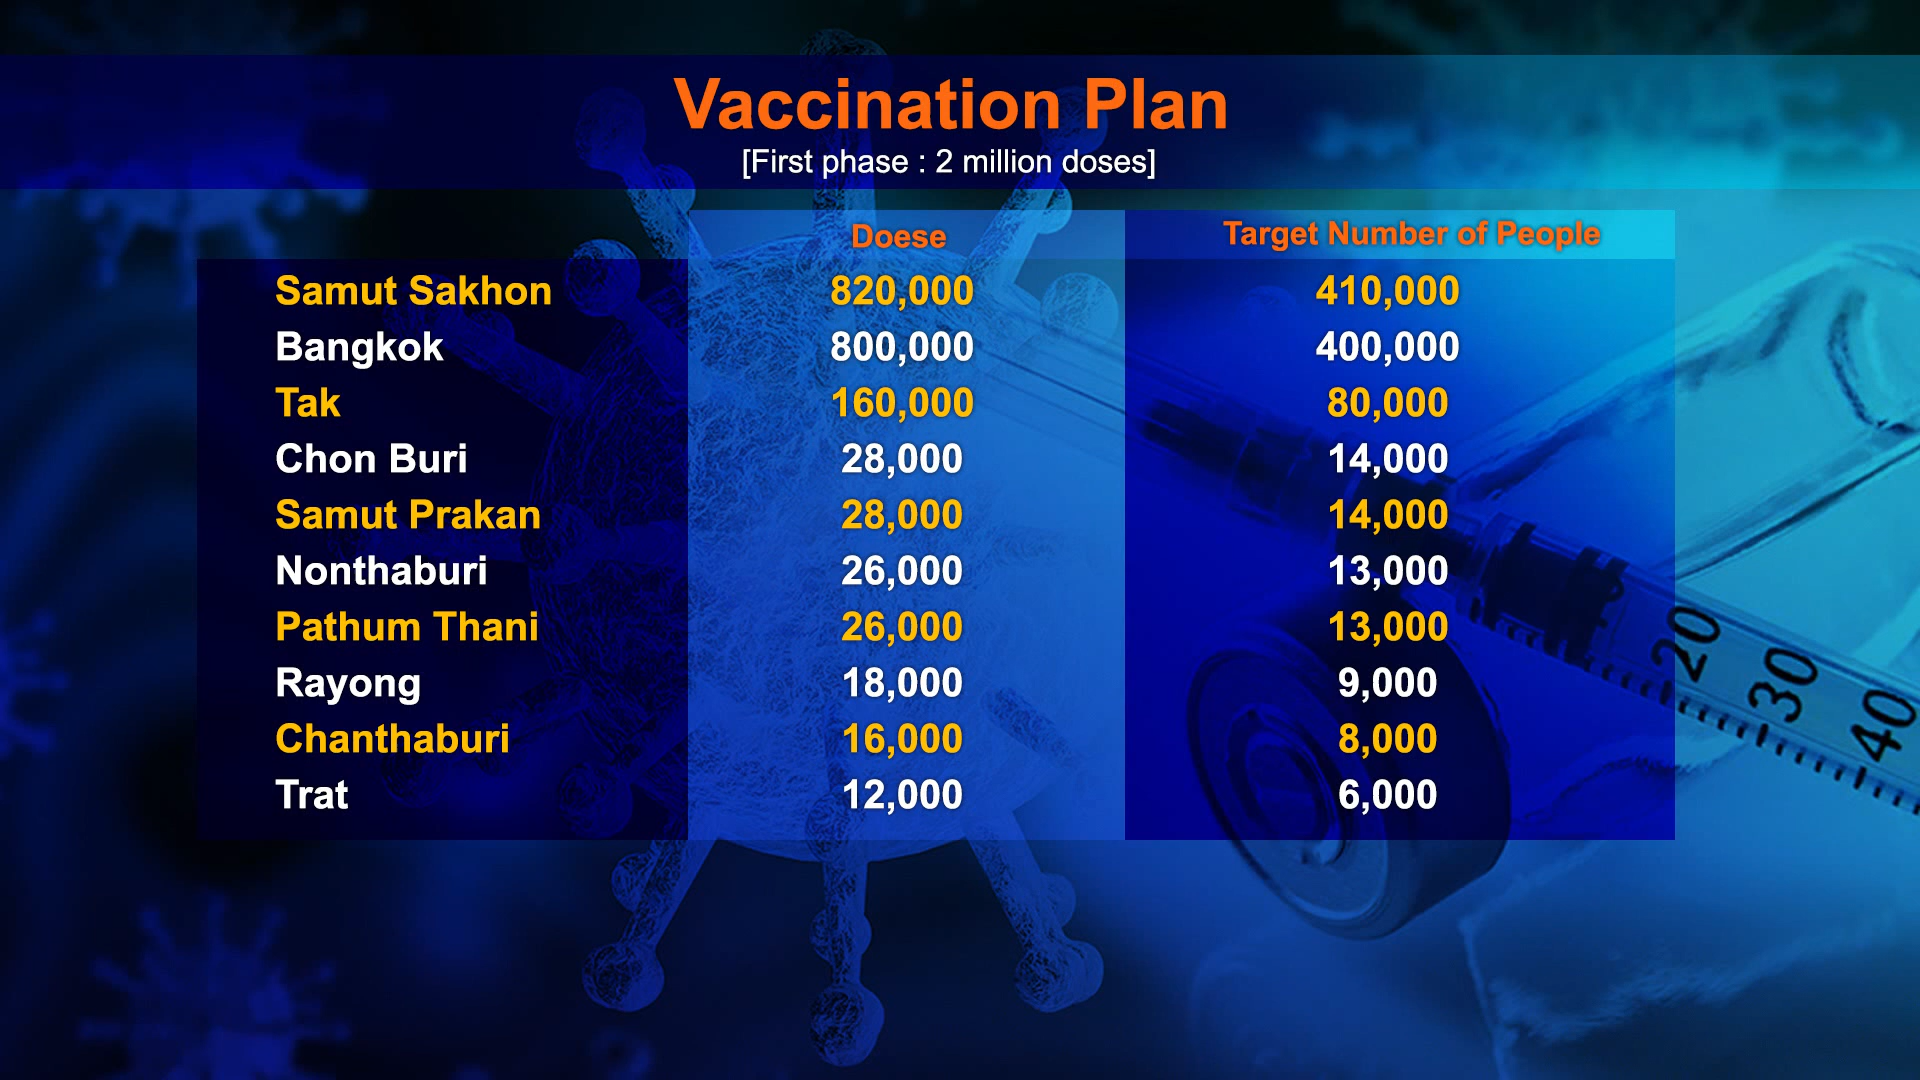 Vaccination Plan
[First phase : 2 million doses]
Doese Target Number of People
Samut Sakhon 820,000 410,000
Bangkok 800,000 400,000
Tak 160,000 80,000
Chon Buri 28,000 14,000
Samut Prakan 28,000 14,000
Nonthaburi 26,000 13,000
Pathum Thani 26,000 13,000
Rayong 18,000 9,000
Chanthaburi 16,000 8,000
Trat 12,000 6,000
20
30
40